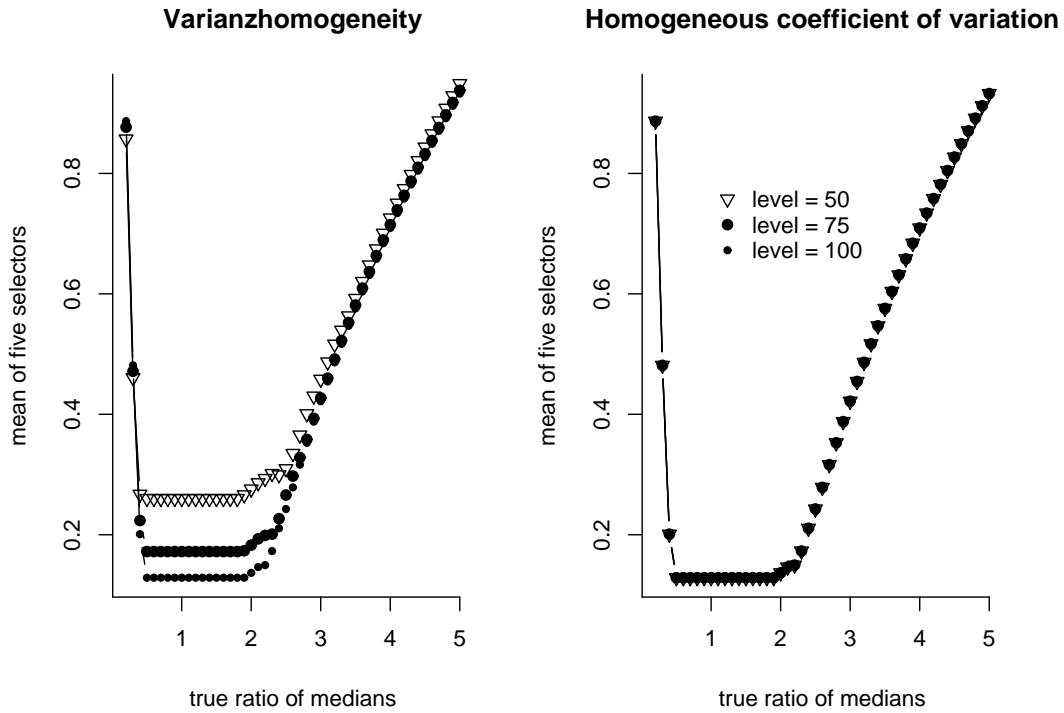 Varianzhomogeneity
mean of five selectors
0.8
0.6
0.4
0.2
1 2 3 4 5
true ratio of medians
Homogeneous coefficient of variation
mean of five selectors
0.8
0.6
0.4
0.2
level = 50
level = 75
level = 100
1 2 3 4 5
true ratio of medians